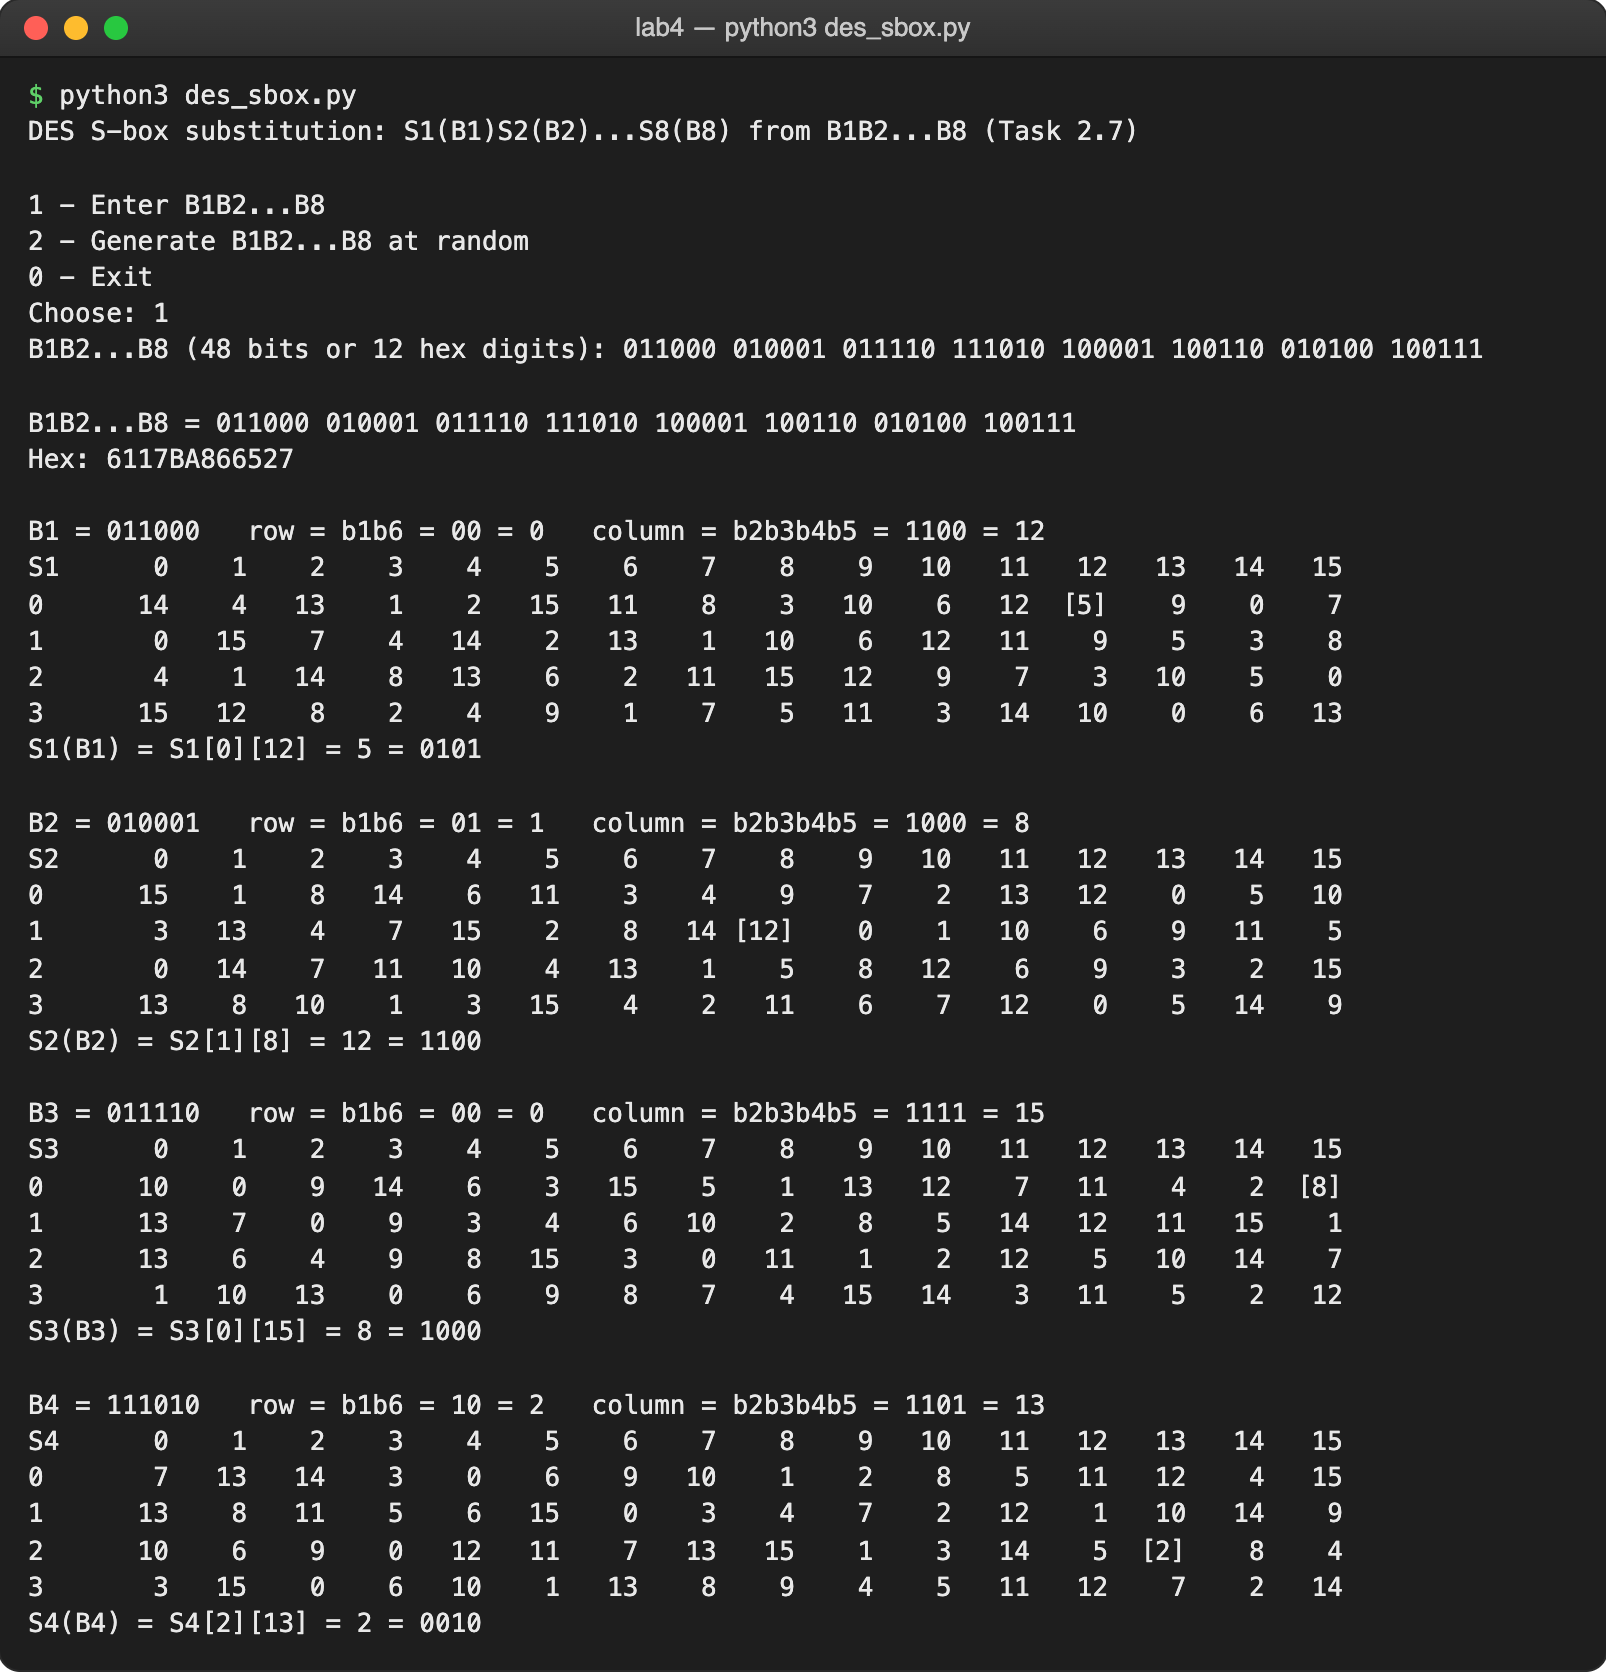 lab4 — python3 des_sbox.py
$ python3 des_sbox.py
DES S-box substitution: S1(B1)S2(B2)...S8(B8) from B1B2...B8 (Task 2.7)
1 – Enter B1B2...B8
2 – Generate B1B2...B8 at random
0 – Exit
Choose: 1
B1B2...B8 (48 bits or 12 hex digits): 011000 010001 011110 111010 100001 100110 010100 100111
B1B2...B8 = 011000 010001 011110 111010 100001 100110 010100 100111
Hex: 6117BA866527
B1 = 011000   row = b1b6 = 00 = 0   column = b2b3b4b5 = 1100 = 12
S1 0 1 2 3 4 5 6 7 8 9 10 11 12 13 14 15
0 14 4 13 1 2 15 11 8 3 10 6 12 [5] 9 0 7
1 0 15 7 4 14 2 13 1 10 6 12 11 9 5 3 8
2 4 1 14 8 13 6 2 11 15 12 9 7 3 10 5 0
3 15 12 8 2 4 9 1 7 5 11 3 14 10 0 6 13
S1(B1) = S1[0][12] = 5 = 0101
B2 = 010001   row = b1b6 = 01 = 1   column = b2b3b4b5 = 1000 = 8
S2 0 1 2 3 4 5 6 7 8 9 10 11 12 13 14 15
0 15 1 8 14 6 11 3 4 9 7 2 13 12 0 5 10
1 3 13 4 7 15 2 8 14 [12] 0 1 10 6 9 11 5
2 0 14 7 11 10 4 13 1 5 8 12 6 9 3 2 15
3 13 8 10 1 3 15 4 2 11 6 7 12 0 5 14 9
S2(B2) = S2[1][8] = 12 = 1100
B3 = 011110   row = b1b6 = 00 = 0   column = b2b3b4b5 = 1111 = 15
S3 0 1 2 3 4 5 6 7 8 9 10 11 12 13 14 15
0 10 0 9 14 6 3 15 5 1 13 12 7 11 4 2 [8]
1 13 7 0 9 3 4 6 10 2 8 5 14 12 11 15 1
2 13 6 4 9 8 15 3 0 11 1 2 12 5 10 14 7
3 1 10 13 0 6 9 8 7 4 15 14 3 11 5 2 12
S3(B3) = S3[0][15] = 8 = 1000
B4 = 111010   row = b1b6 = 10 = 2   column = b2b3b4b5 = 1101 = 13
S4 0 1 2 3 4 5 6 7 8 9 10 11 12 13 14 15
0 7 13 14 3 0 6 9 10 1 2 8 5 11 12 4 15
1 13 8 11 5 6 15 0 3 4 7 2 12 1 10 14 9
2 10 6 9 0 12 11 7 13 15 1 3 14 5 [2] 8 4
3 3 15 0 6 10 1 13 8 9 4 5 11 12 7 2 14
S4(B4) = S4[2][13] = 2 = 0010